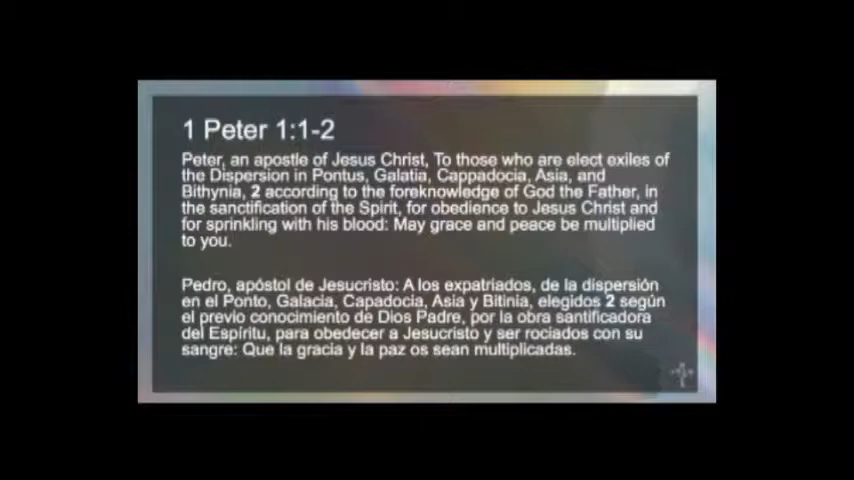 1 Peter 1:1-2
Peter, an apostle of Jesus Christ, To those who are elect exiles of
the Dispersion in Pontus, Galatia, Cappadocia, Asia, and
Bithynia, 2 according to the foreknowledge of God the Father, in
the sanctification of the Spirit, for obedience to Jesus Christ and
for sprinkling with his blood: May grace and peace be multiplied
to you.
Pedro, apóstol de Jesucristo: A los expatriados, de la dispersión
en el Ponto, Galacia, Capadocia, Asia y Bitinia, elegidos 2 según
el previo conocimiento de Dios Padre, por la obra santificadora
del Espíritu, para obedecer a Jesucristo y ser rociados con su
sangre: Que la gracia y la paz os sean multiplicadas.